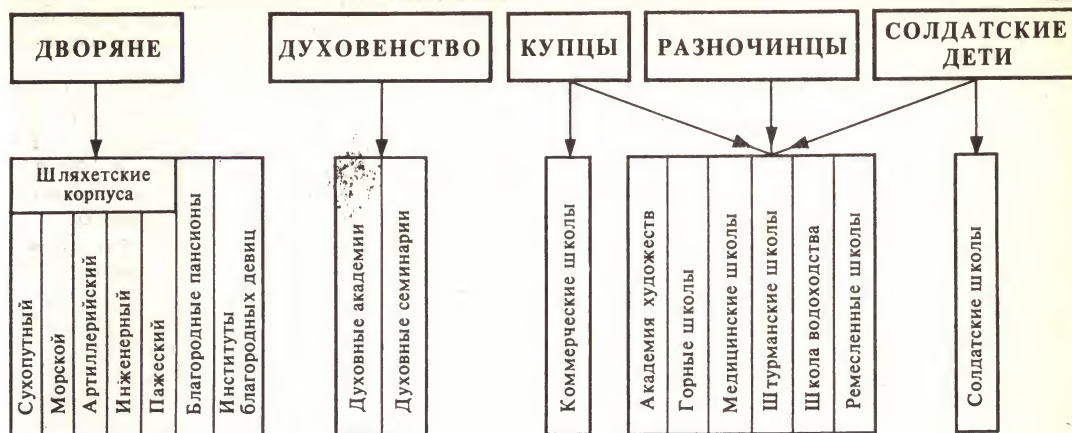 ДВОРЯНЕ
ДУХОВЕНСТВО
КУПЦЫ
РАЗНОЧИНЦЫ
СОЛДАТСКИЕ
ДЕТИ
Шляхетские
корпуса
Сухопутный
Морской
Артиллерийский
Инженерный
Пажеский
Благородные пансионы
Институты
благородных девиц
Духовные академии
Духовные семинарии
Коммерческие школы
Академия художеств
Горные школы
Медицинские школы
Штурманские школы
Школа водоходства
Ремесленные школы
Солдатские школы